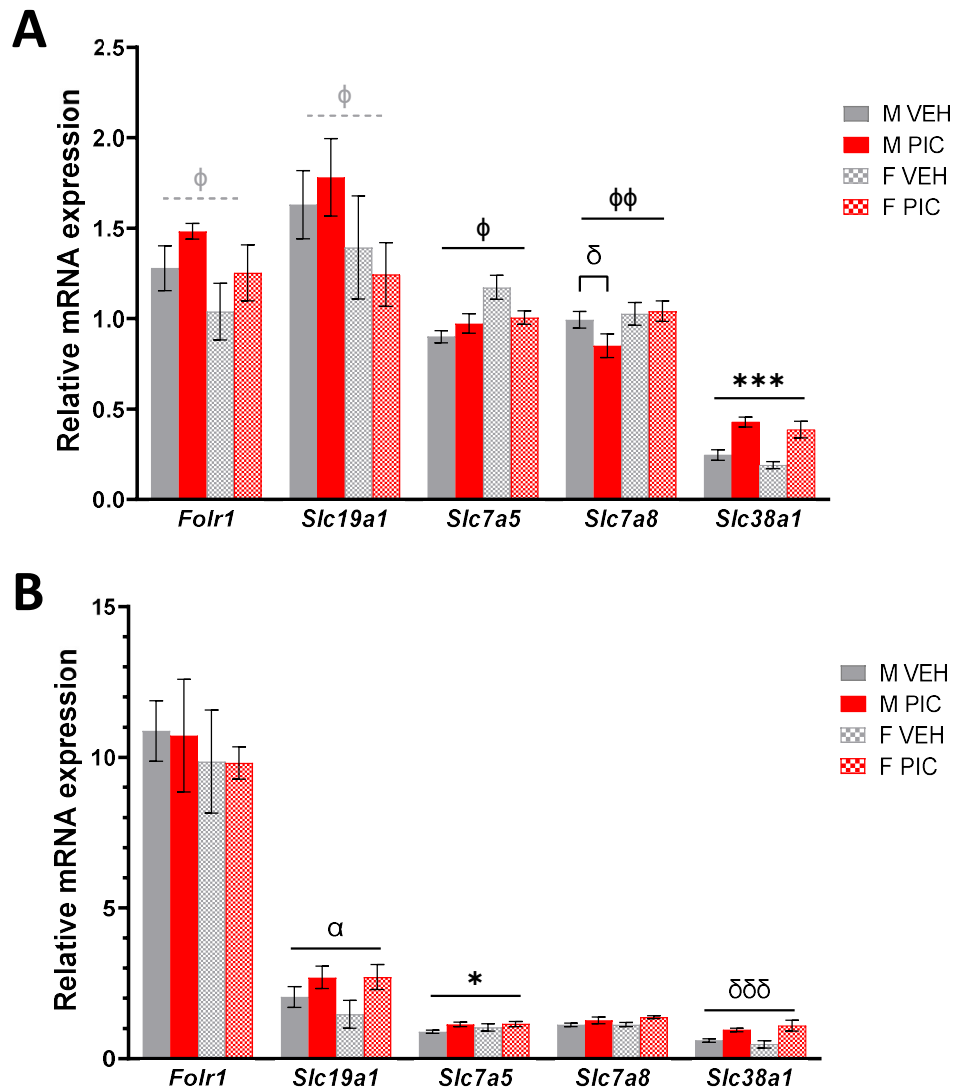 A
Relative mRNA expression
2.5
2.0
1.5
1.0
0.5
0.0
ϕ
ϕ
ϕ
ϕϕ
δ
***
Folr1 Slc19a1 Slc7a5 Slc7a8 Slc38a1
M VEH
M PIC
F VEH
F PIC
B
Relative mRNA expression
15
10
5
0
α
*
δδδ
Folr1 Slc19a1 Slc7a5 Slc7a8 Slc38a1
M VEH
M PIC
F VEH
F PIC